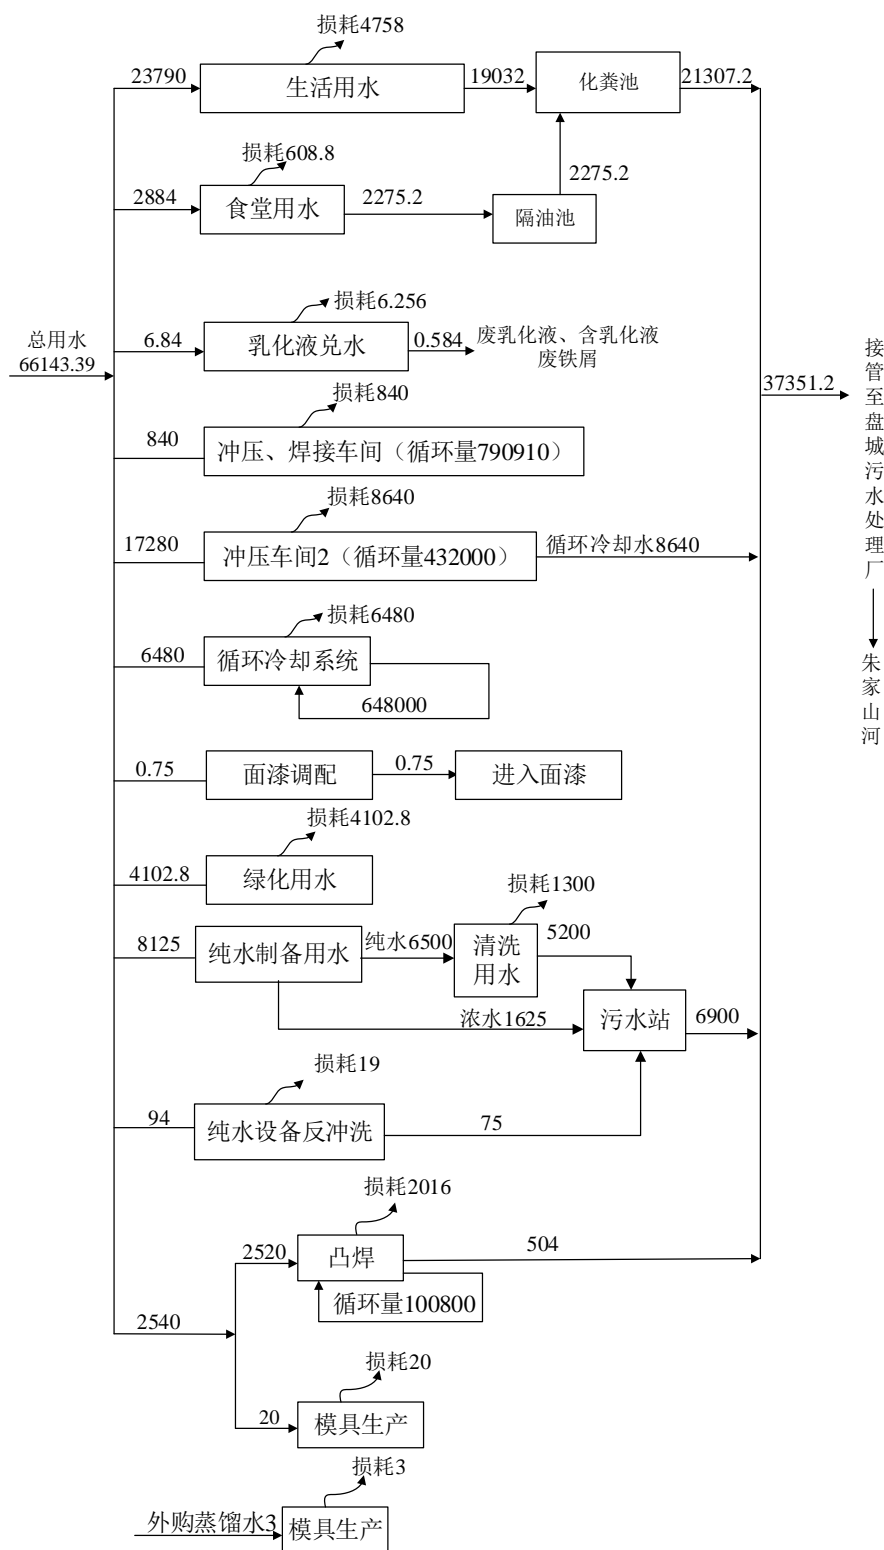 损耗4758
23790
生活用水
19032
化粪池
21307.2
损耗608.8
2884
食堂用水
2275.2
2275.2
隔油池
总用水
66143.39
损耗6.256
6.84
乳化液兑水
0.584
废乳化液、含乳化液
废铁屑
37351.2
接管至盘城污水处理厂
朱家山河
损耗840
840
冲压、焊接车间（循环量790910）
损耗8640
17280
冲压车间2（循环量432000）
循环冷却水8640
损耗6480
6480
循环冷却系统
648000
0.75
面漆调配
0.75
进入面漆
损耗4102.8
4102.8
绿化用水
损耗1300
8125
纯水制备用水
纯水6500
清洗
用水
5200
浓水1625
污水站
6900
损耗19
94
纯水设备反冲洗
75
损耗2016
2520
凸焊
504
循环量100800
2540
损耗20
20
模具生产
损耗3
外购蒸馏水3
模具生产